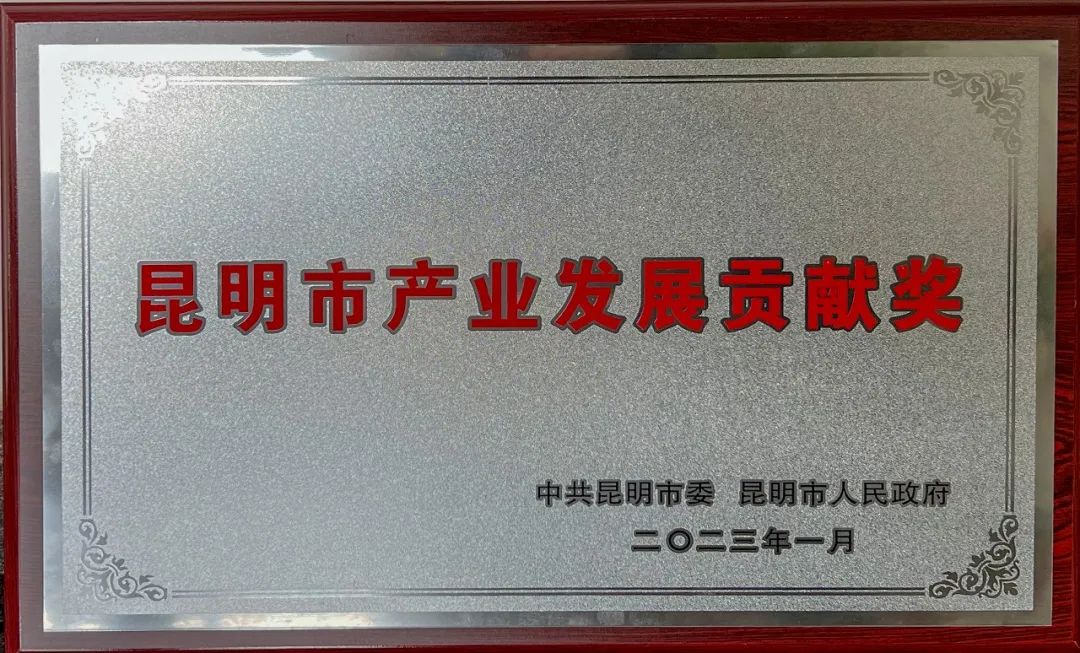 昆明市产业发展贡献奖
中共昆明市委 昆明市人民政府
二〇二三年一月